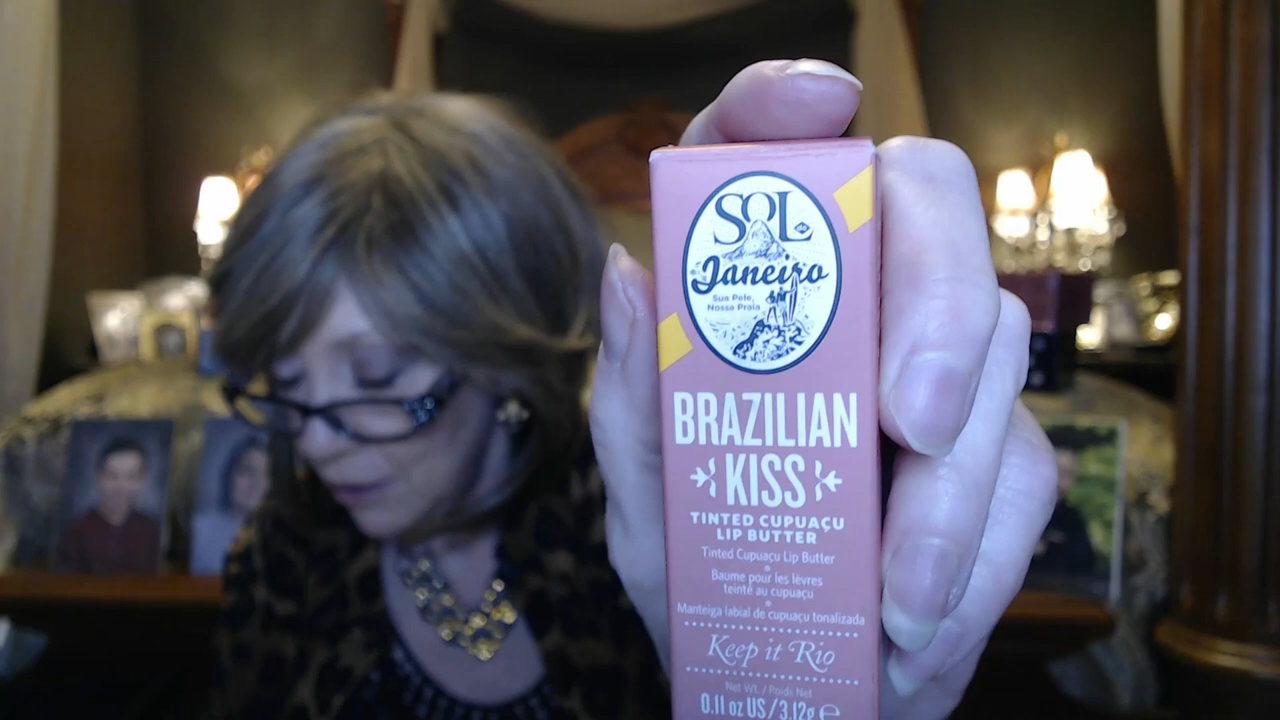 SOL
de
Janeiro
Sua Pele,
Nossa Praia
BRAZILIAN
KISS
TINTED CUPUAÇU
LIP BUTTER
Tinted Cupuaçu Lip Butter
Baume pour les lèvres
teinté au cupuaçu
Manteiga labial de cupuaçu tonalizada
Keep it Rio
Net Wt. / Poids Net
0.11 oz US / 3.12g e